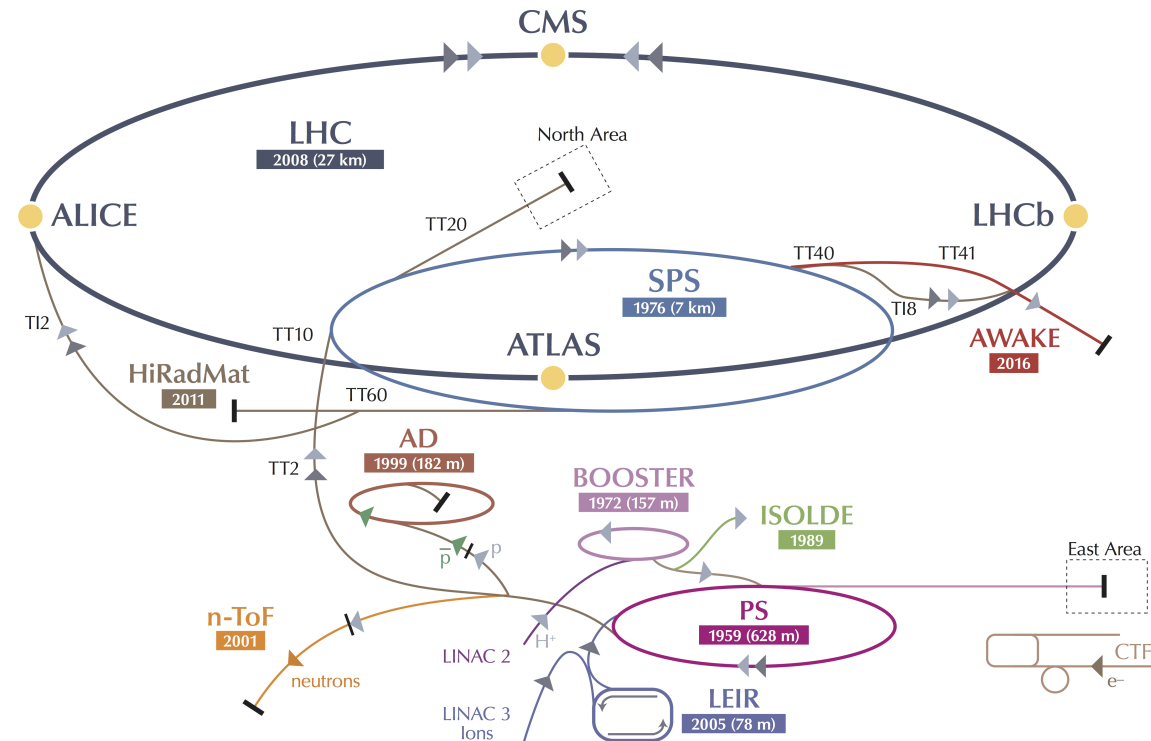 CMS
LHC
2008 (27 km)
North Area
ALICE
LHCb
TT20
TT40
TT41
SPS
1976 (7 km)
TI8
TI2
TT10
ATLAS
AWAKE
2016
HiRadMat
2011
TT60
AD
1999 (182 m)
TT2
BOOSTER
1972 (157 m)
ISOLDE
1989
p̅
p
East Area
n-ToF
2001
PS
1959 (628 m)
H⁺
LINAC 2
neutrons
CTF
e⁻
LEIR
2005 (78 m)
LINAC 3
Ions